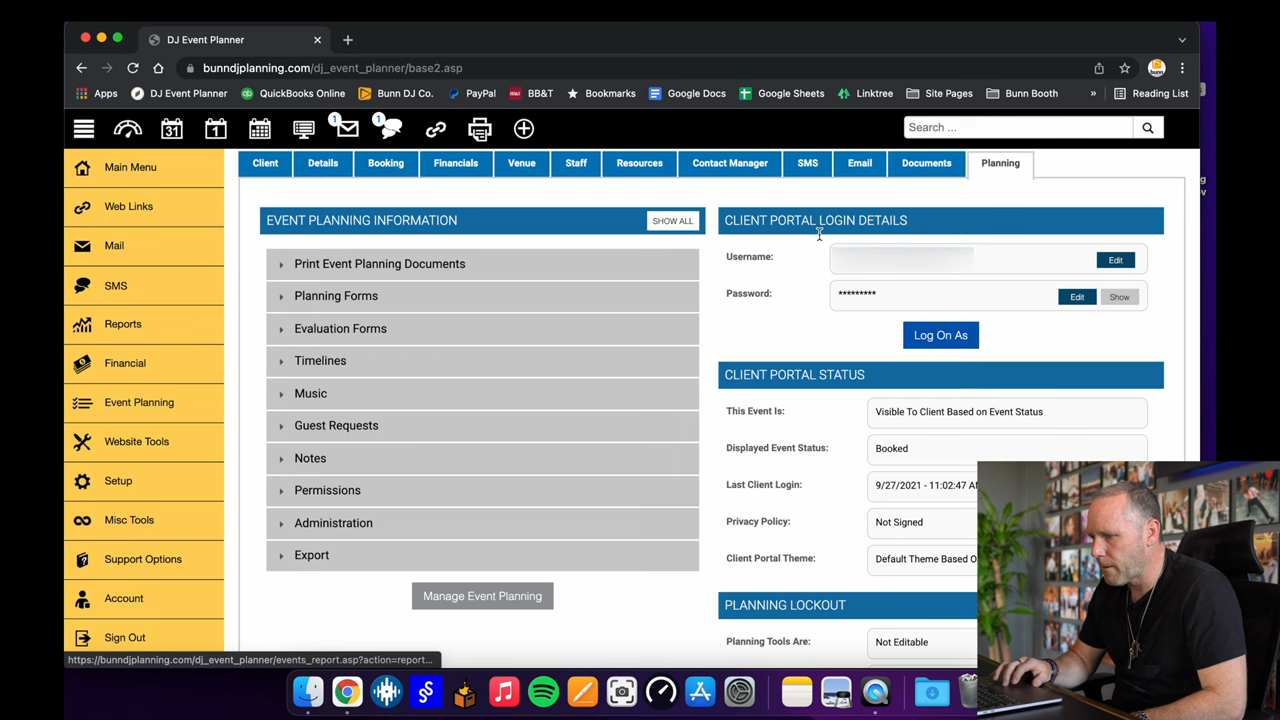 DJ Event Planner
bunndjplanning.com/dj_event_planner/base2.asp
Apps DJ Event Planner QuickBooks Online Bunn DJ Co. PayPal BB&T Bookmarks Google Docs Google Sheets Linktree Site Pages Bunn Booth » Reading List
31 1 1 1
Search ...
Client Details Booking Financials Venue Staff Resources Contact Manager SMS Email Documents Planning
Main Menu
Web Links
Mail
SMS
Reports
Financial
Event Planning
Website Tools
Setup
Misc Tools
Support Options
Account
Sign Out
EVENT PLANNING INFORMATION SHOW ALL
Print Event Planning Documents
Planning Forms
Evaluation Forms
Timelines
Music
Guest Requests
Notes
Permissions
Administration
Export
Manage Event Planning
CLIENT PORTAL LOGIN DETAILS
Username: Edit
Password: ********* Edit Show
Log On As
CLIENT PORTAL STATUS
This Event Is: Visible To Client Based on Event Status
Displayed Event Status: Booked
Last Client Login: 9/27/2021 - 11:02:47 A
Privacy Policy: Not Signed
Client Portal Theme: Default Theme Based O
PLANNING LOCKOUT
Planning Tools Are: Not Editable
https://bunndjplanning.com/dj_event_planner/events_report.asp?action=report...